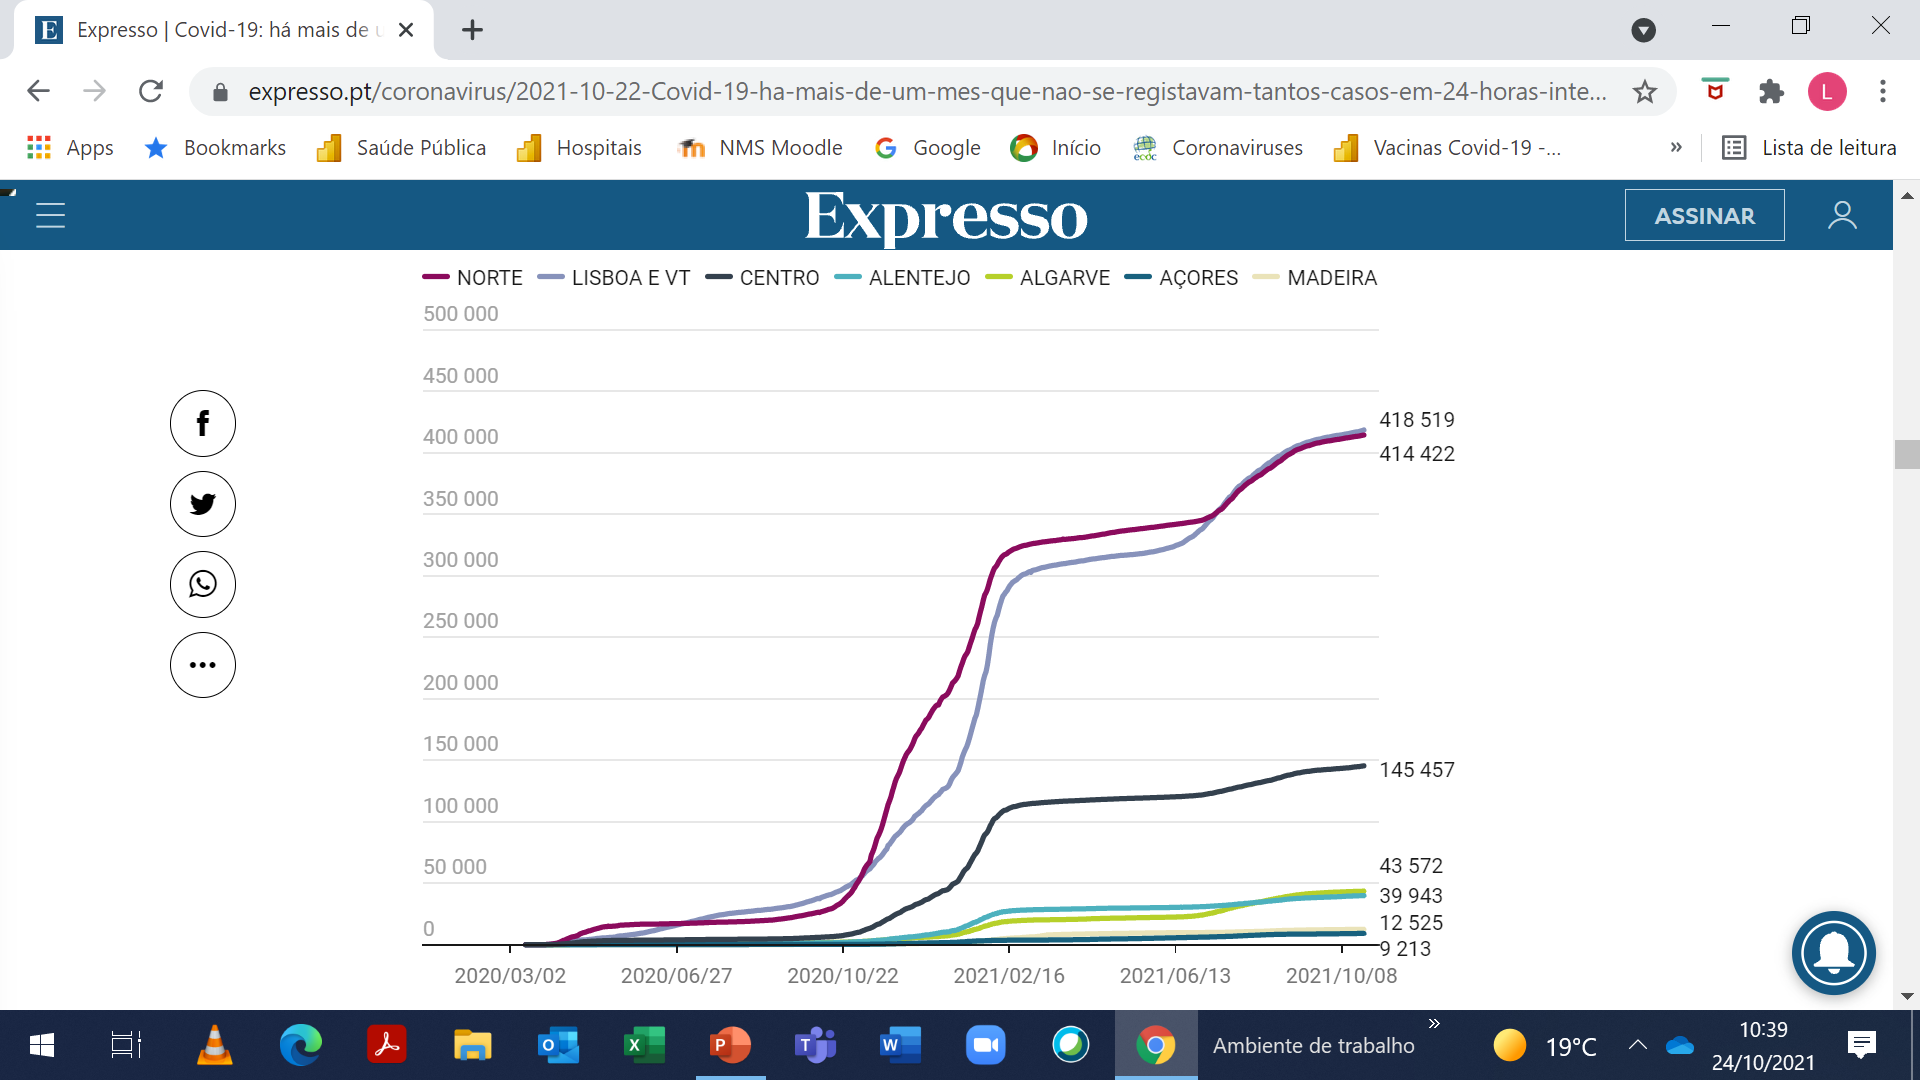 Expresso | Covid-19: há mais de u
expresso.pt/coronavirus/2021-10-22-Covid-19-ha-mais-de-um-mes-que-nao-se-registavam-tantos-casos-em-24-horas-inte...
L
Apps Bookmarks Saúde Pública Hospitais NMS Moodle Google Início Coronaviruses Vacinas Covid-19 -... » Lista de leitura
Expresso
ASSINAR
NORTE LISBOA E VT CENTRO ALENTEJO ALGARVE AÇORES MADEIRA
500 000
450 000
400 000
350 000
300 000
250 000
200 000
150 000
100 000
50 000
0
418 519
414 422
145 457
43 572
39 943
12 525
9 213
2020/03/02 2020/06/27 2020/10/22 2021/02/16 2021/06/13 2021/10/08
Ambiente de trabalho » 19°C
10:39
24/10/2021